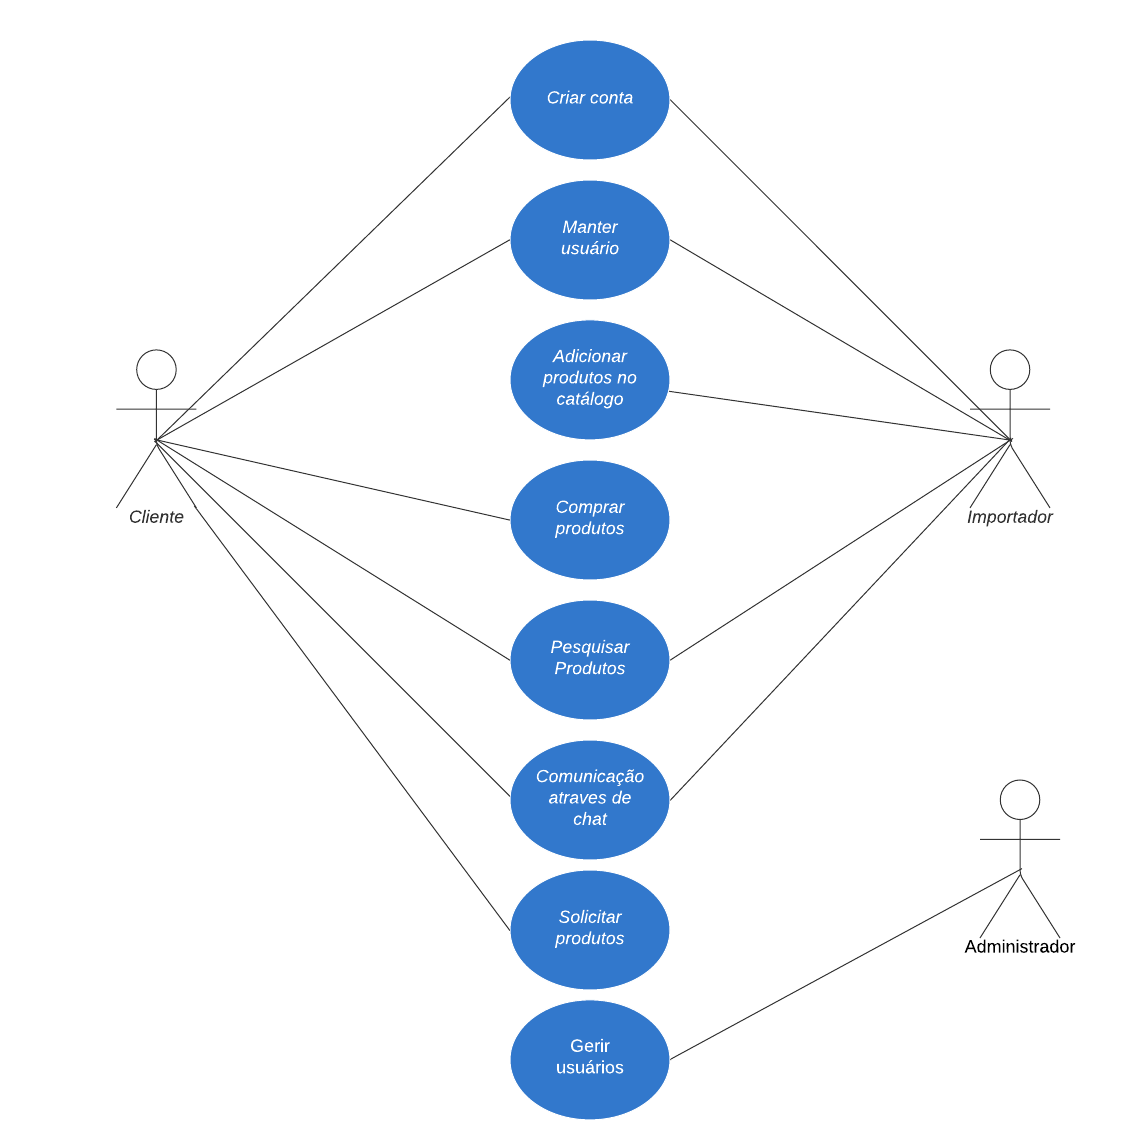 Criar conta
Manter
usuário
Adicionar
produtos no
catálogo
Comprar
produtos
Cliente
Importador
Pesquisar
Produtos
Comunicação
atraves de
chat
Solicitar
produtos
Administrador
Gerir
usuários